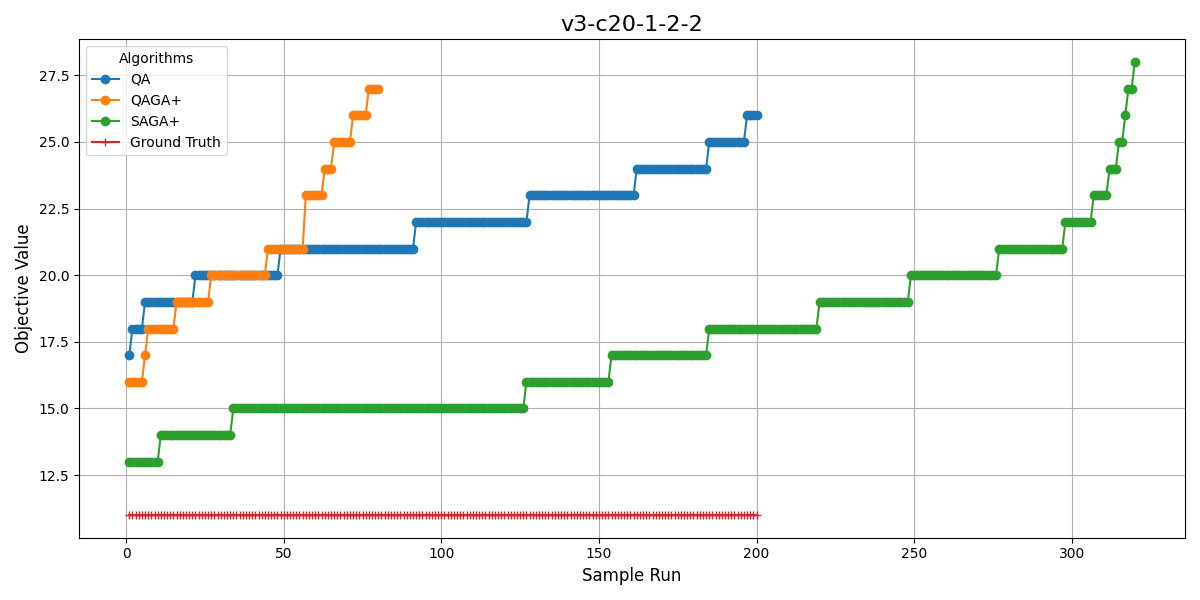 v3-c20-1-2-2
Algorithms
QA
QAGA+
SAGA+
Ground Truth
Objective Value
27.5
25.0
22.5
20.0
17.5
15.0
12.5
0 50 100 150 200 250 300
Sample Run